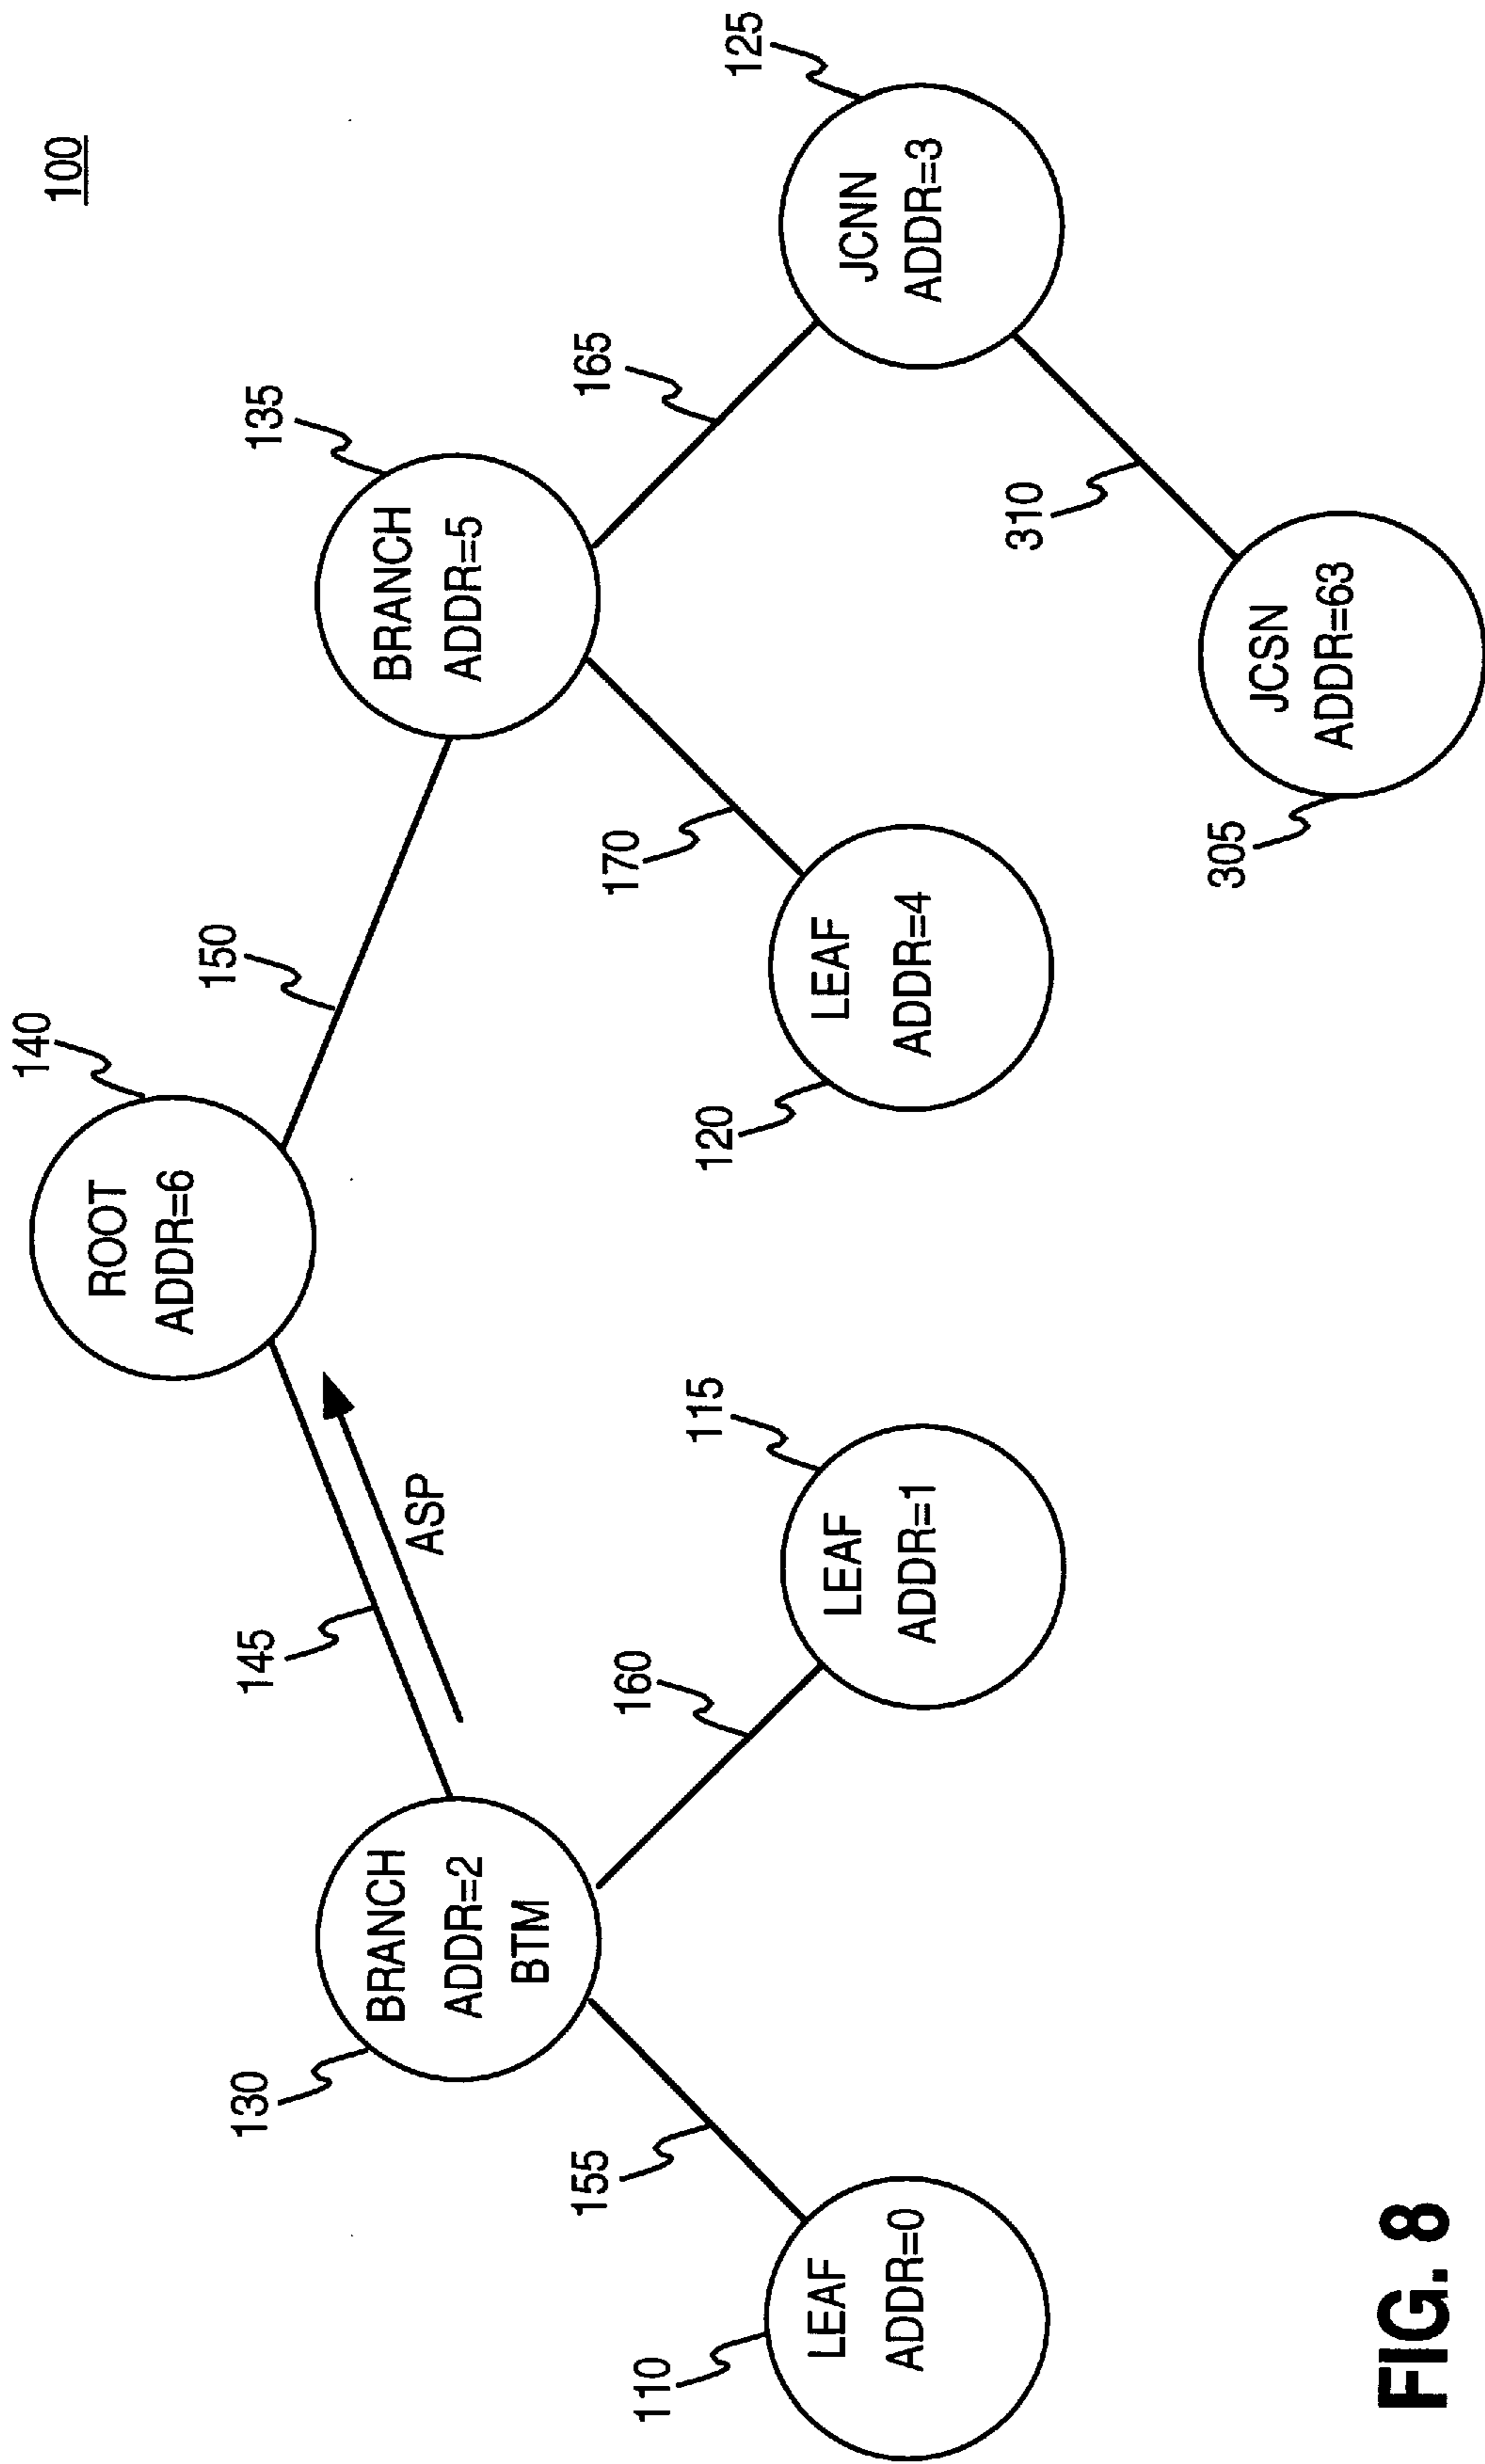 100
140
ROOT
ADDR=6
145
ASP
150
130
BRANCH
ADDR=2
BTM
135
BRANCH
ADDR=5
155
160
170
165
110
LEAF
ADDR=0
115
LEAF
ADDR=1
120
LEAF
ADDR=4
125
JCNN
ADDR=3
310
305
JCSN
ADDR=63
FIG. 8